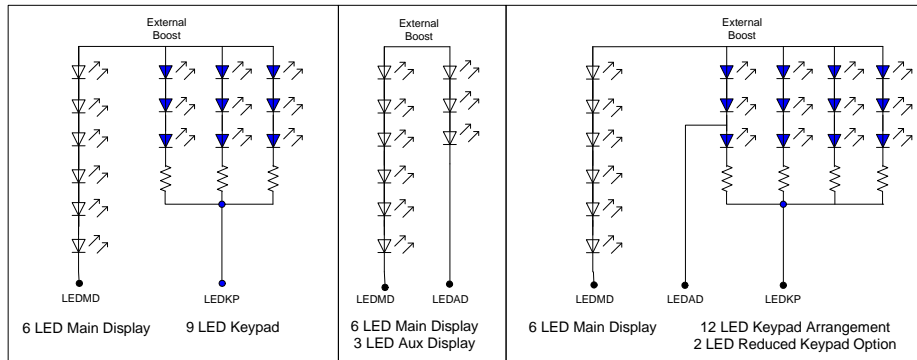 External
Boost
LEDMD
LEDKP
6 LED Main Display
9 LED Keypad
External
Boost
LEDMD
LEDAD
6 LED Main Display
3 LED Aux Display
External
Boost
LEDMD
LEDAD
LEDKP
6 LED Main Display
12 LED Keypad Arrangement
2 LED Reduced Keypad Option